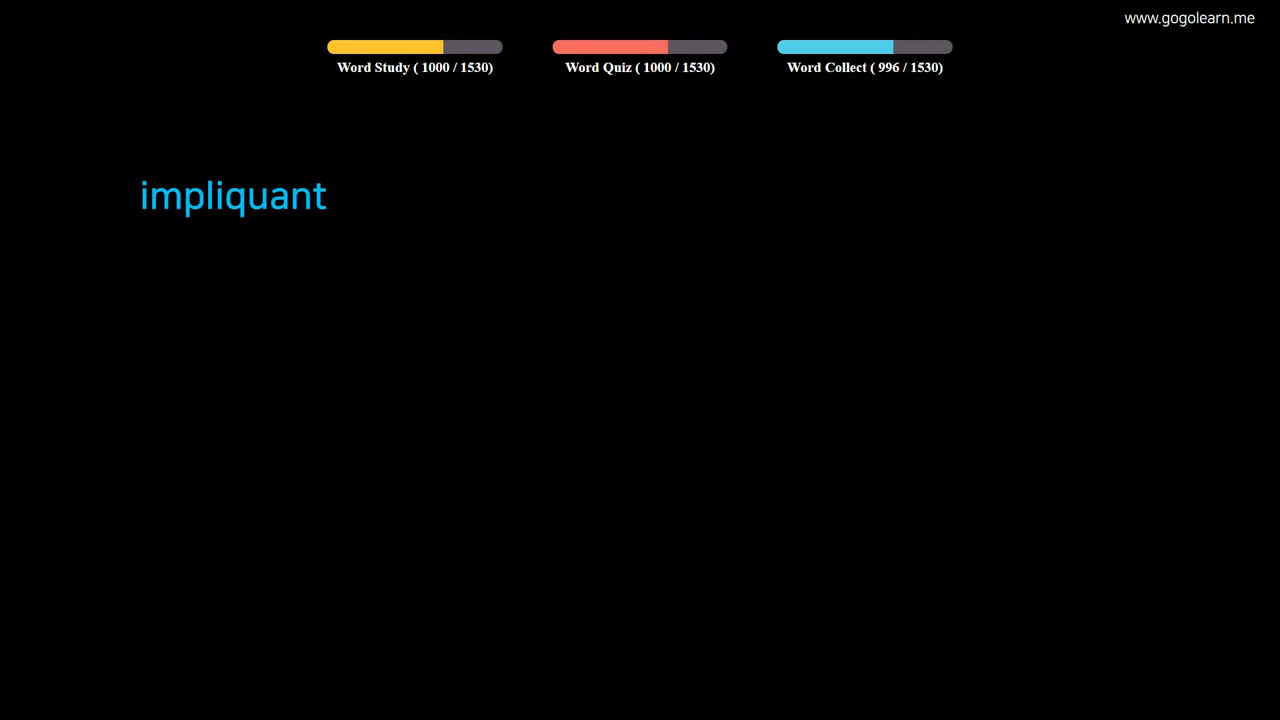 www.gogolearn.me
Word Study ( 1000 / 1530)
Word Quiz ( 1000 / 1530)
Word Collect ( 996 / 1530)
impliquant